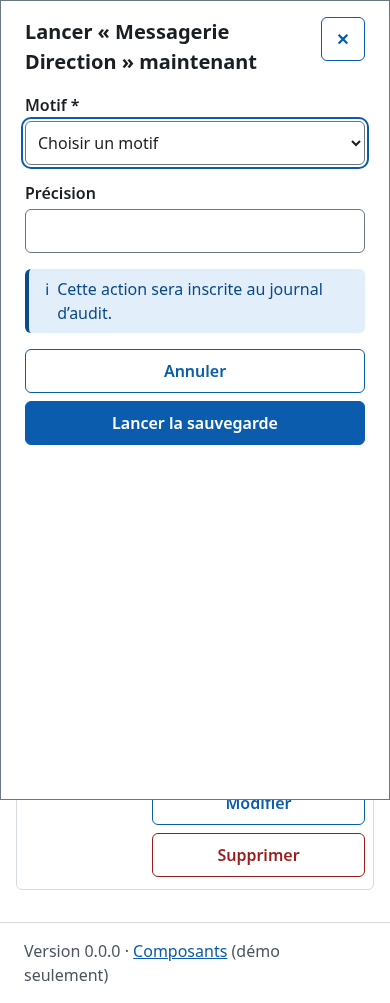 Lancer « Messagerie
Direction » maintenant
×
Motif *
Choisir un motif
Précision
i Cette action sera inscrite au journal
d’audit.
Annuler
Lancer la sauvegarde
Modifier
Supprimer
Version 0.0.0 · Composants (démo
seulement)